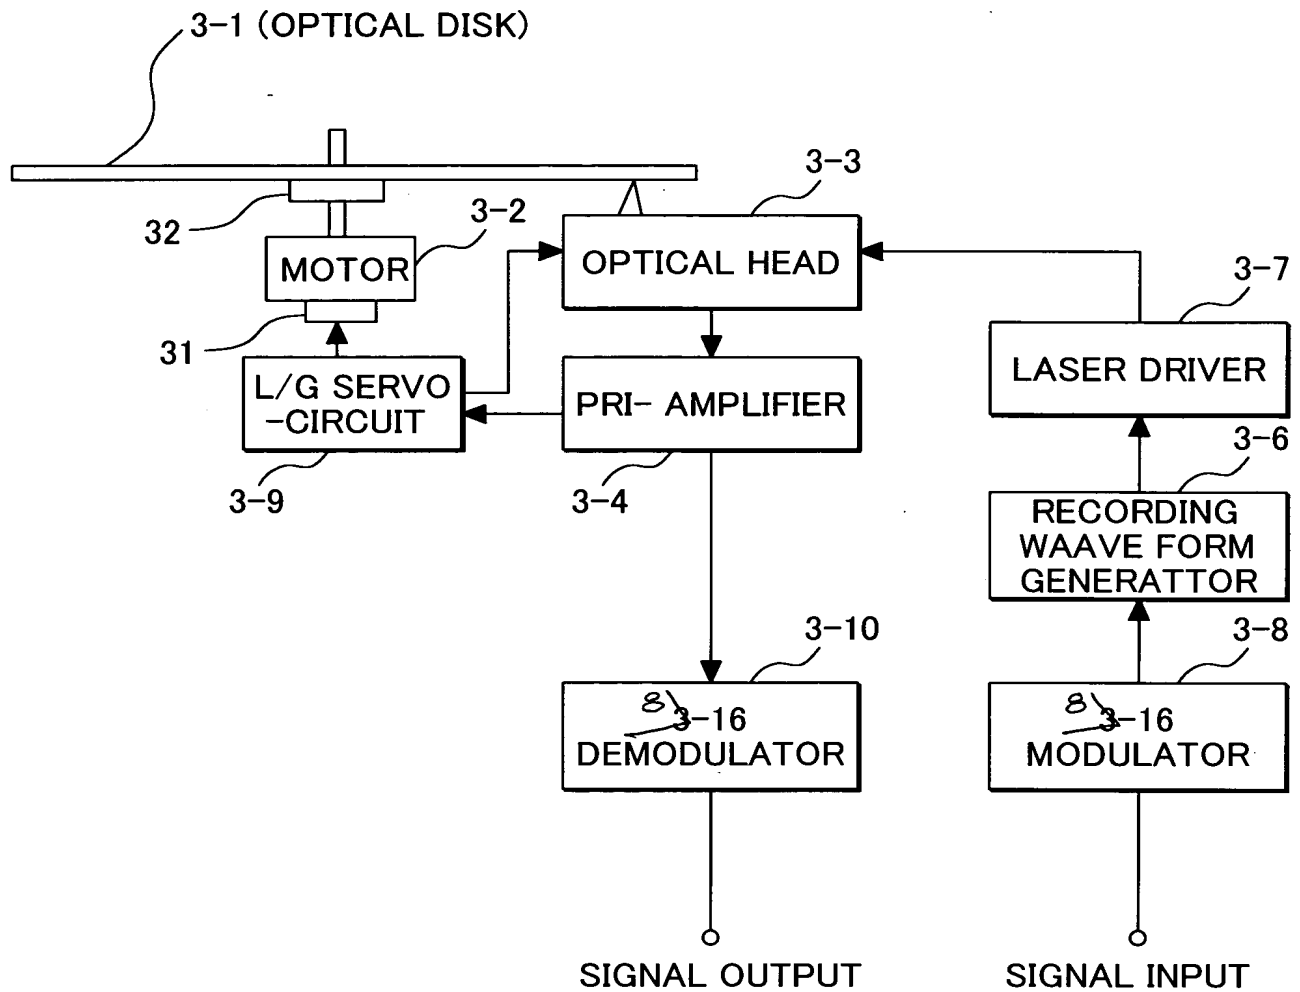 3-1 (OPTICAL DISK)
3-3
32
3-2
OPTICAL HEAD
MOTOR
3-7
31
LASER DRIVER
L/G SERVO
-CIRCUIT
PRI- AMPLIFIER
3-6
3-9
3-4
RECORDING
WAAVE FORM
GENERATTOR
3-10
3-8
8
3-16
DEMODULATOR
8
3-16
MODULATOR
SIGNAL OUTPUT
SIGNAL INPUT